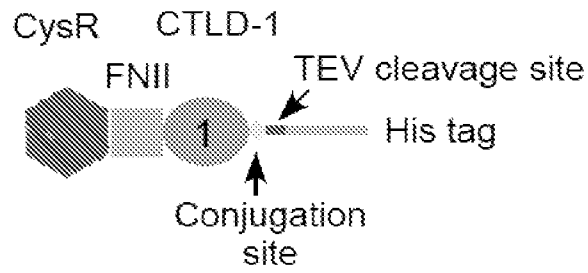 CysR
CTLD-1
FNII
TEV cleavage site
1
His tag
Conjugation
site